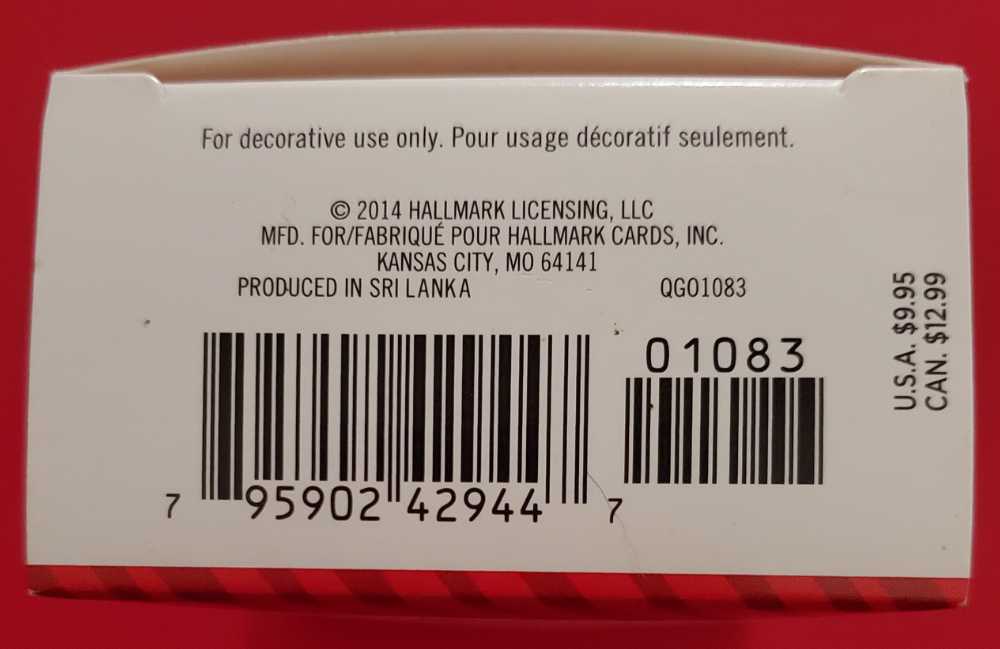 For decorative use only. Pour usage décoratif seulement.
© 2014 HALLMARK LICENSING, LLC
MFD. FOR/FABRIQUÉ POUR HALLMARK CARDS, INC.
KANSAS CITY, MO 64141
PRODUCED IN SRI LANKA QGO1083
01083
7 95902 42944 7
U.S.A. $9.95
CAN. $12.99